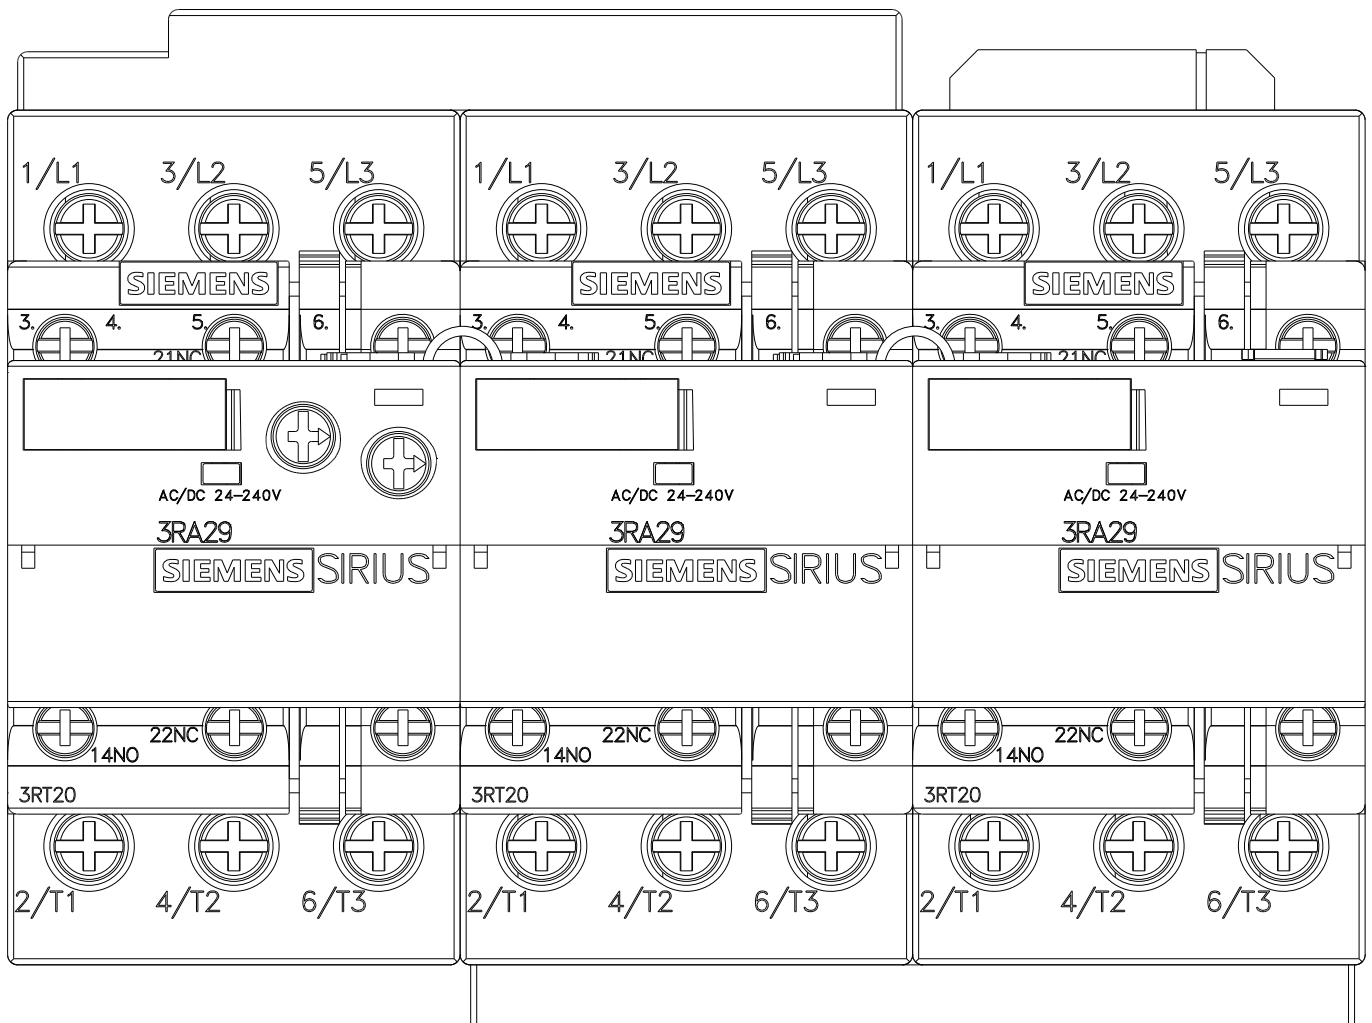 1/L1 3/L2 5/L3 1/L1 3/L2 5/L3 1/L1 3/L2 5/L3
SIEMENS SIEMENS SIEMENS
3. 4. 5. 6. 3. 4. 5. 6. 3. 4. 5. 6.
21NC 21NC 21NC
AC/DC 24-240V AC/DC 24-240V AC/DC 24-240V
3RA29 3RA29 3RA29
SIEMENS SIRIUS SIEMENS SIRIUS SIEMENS SIRIUS
22NC 22NC 22NC
14NO 14NO 14NO
3RT20 3RT20 3RT20
2/T1 4/T2 6/T3 2/T1 4/T2 6/T3 2/T1 4/T2 6/T3